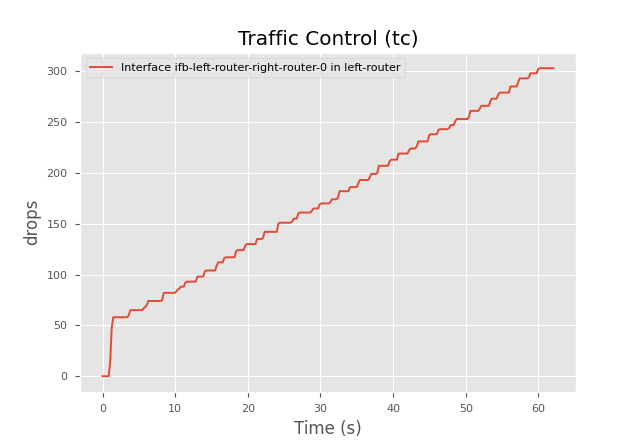 Traffic Control (tc)
Interface ifb-left-router-right-router-0 in left-router
300
250
200
150
100
50
0
drops
0 10 20 30 40 50 60
Time (s)